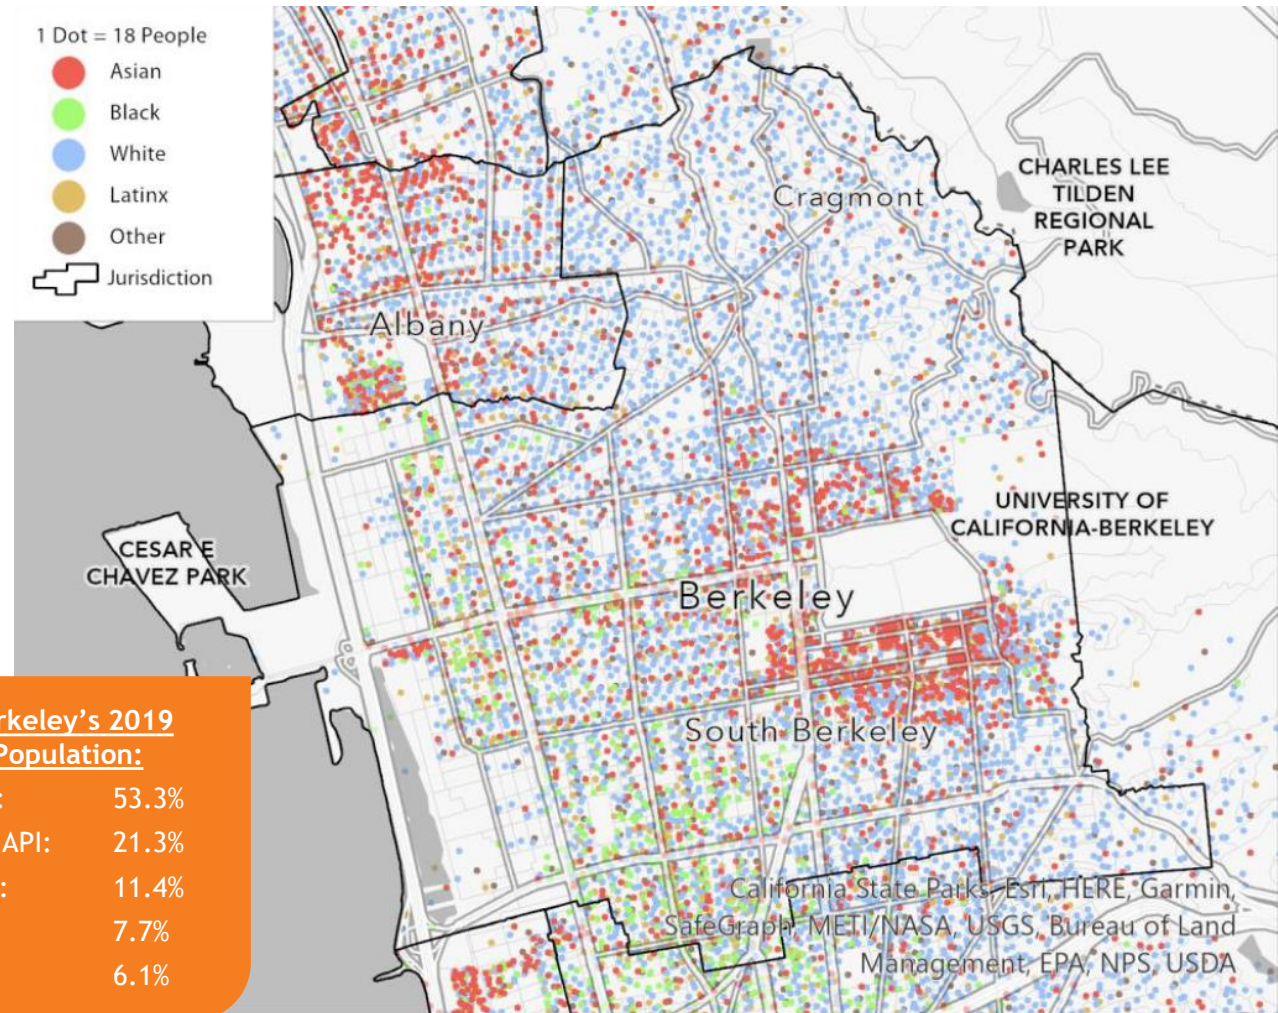 1 Dot = 18 People
Asian
Black
White
Latinx
Other
Jurisdiction
Cragmont
CHARLES LEE
TILDEN
REGIONAL
PARK
Albany
UNIVERSITY OF
CALIFORNIA-BERKELEY
CESAR E
CHAVEZ PARK
Berkeley
South Berkeley
rkeley’s 2019
Population:
: 53.3%
API: 21.3%
: 11.4%
7.7%
6.1%
California State Parks, Esri, HERE, Garmin,
SafeGraph, METI/NASA, USGS, Bureau of Land
Management, EPA, NPS, USDA